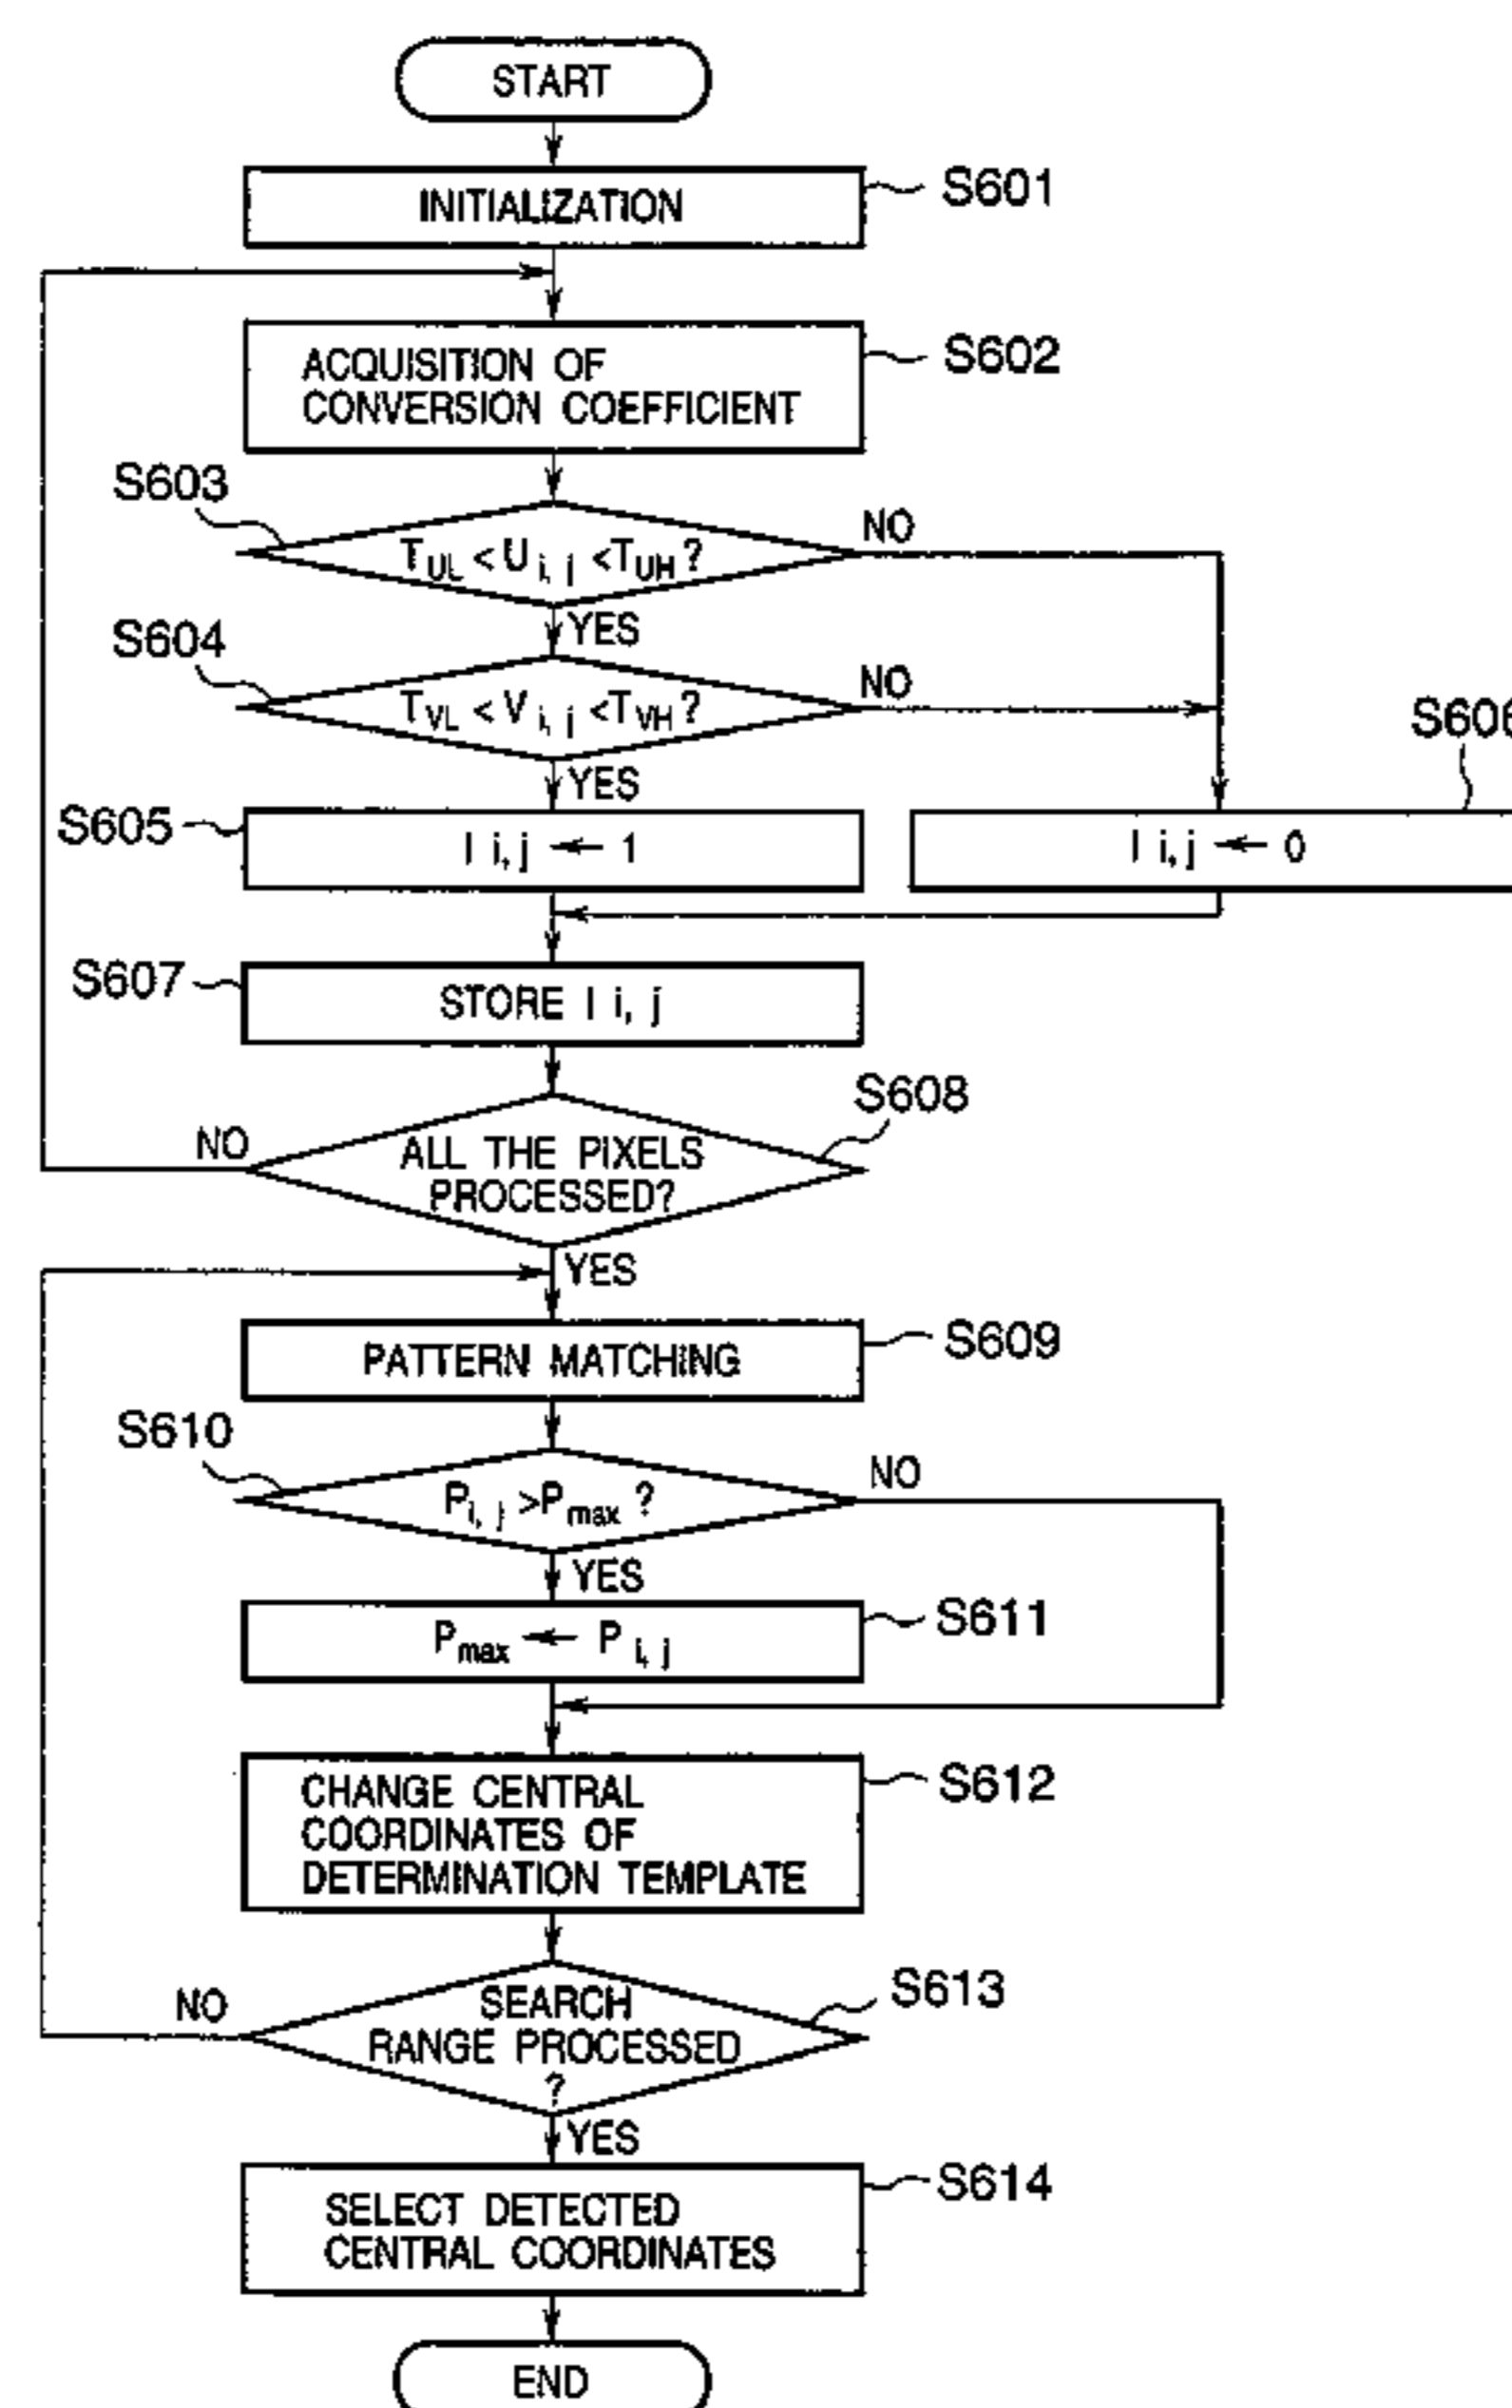 START
INITIALIZATION
S601
ACQUISITION OF
CONVERSION COEFFICIENT
S602
S603
T_UL < U_i, j < T_UH ?
NO
YES
S604
T_VL < V_i, j < T_VH ?
NO
YES
S605
I i, j ← 1
S606
I i, j ← 0
S607
STORE I i, j
S608
ALL THE PIXELS
PROCESSED?
NO
YES
PATTERN MATCHING
S609
S610
P_i, j > P_max ?
NO
YES
P_max ← P_i, j
S611
CHANGE CENTRAL
COORDINATES OF
DETERMINATION TEMPLATE
S612
S613
SEARCH
RANGE PROCESSED
?
NO
YES
SELECT DETECTED
CENTRAL COORDINATES
S614
END